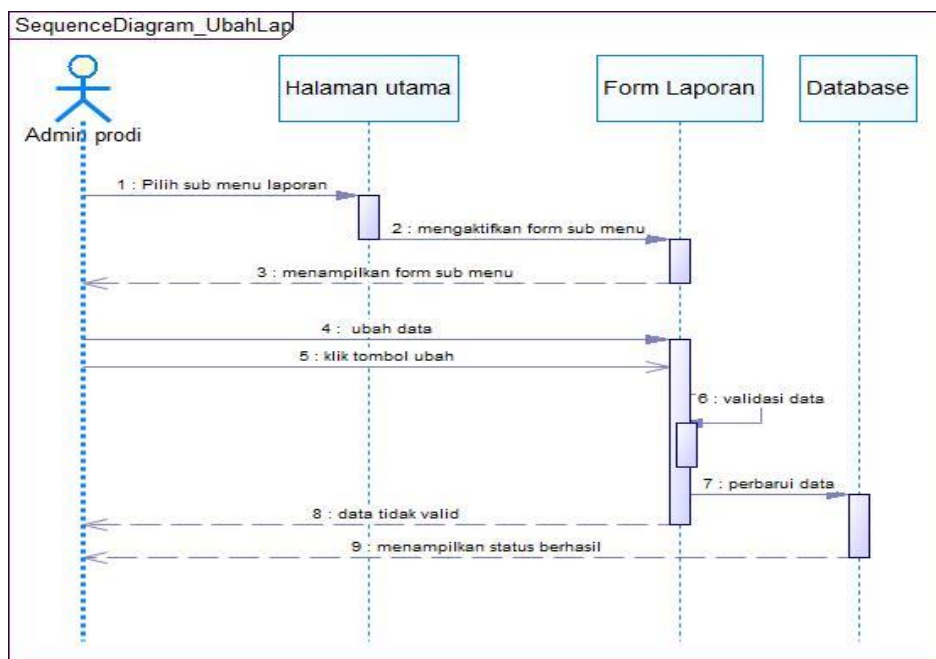 SequenceDiagram_UbahLap
Halaman utama
Form Laporan
Database
Admin prodi
1 : Pilih sub menu laporan
2 : mengaktifkan form sub menu
3 : menampilkan form sub menu
4 : ubah data
5 : klik tombol ubah
6 : validasi data
7 : perbarui data
8 : data tidak valid
9 : menampilkan status berhasil